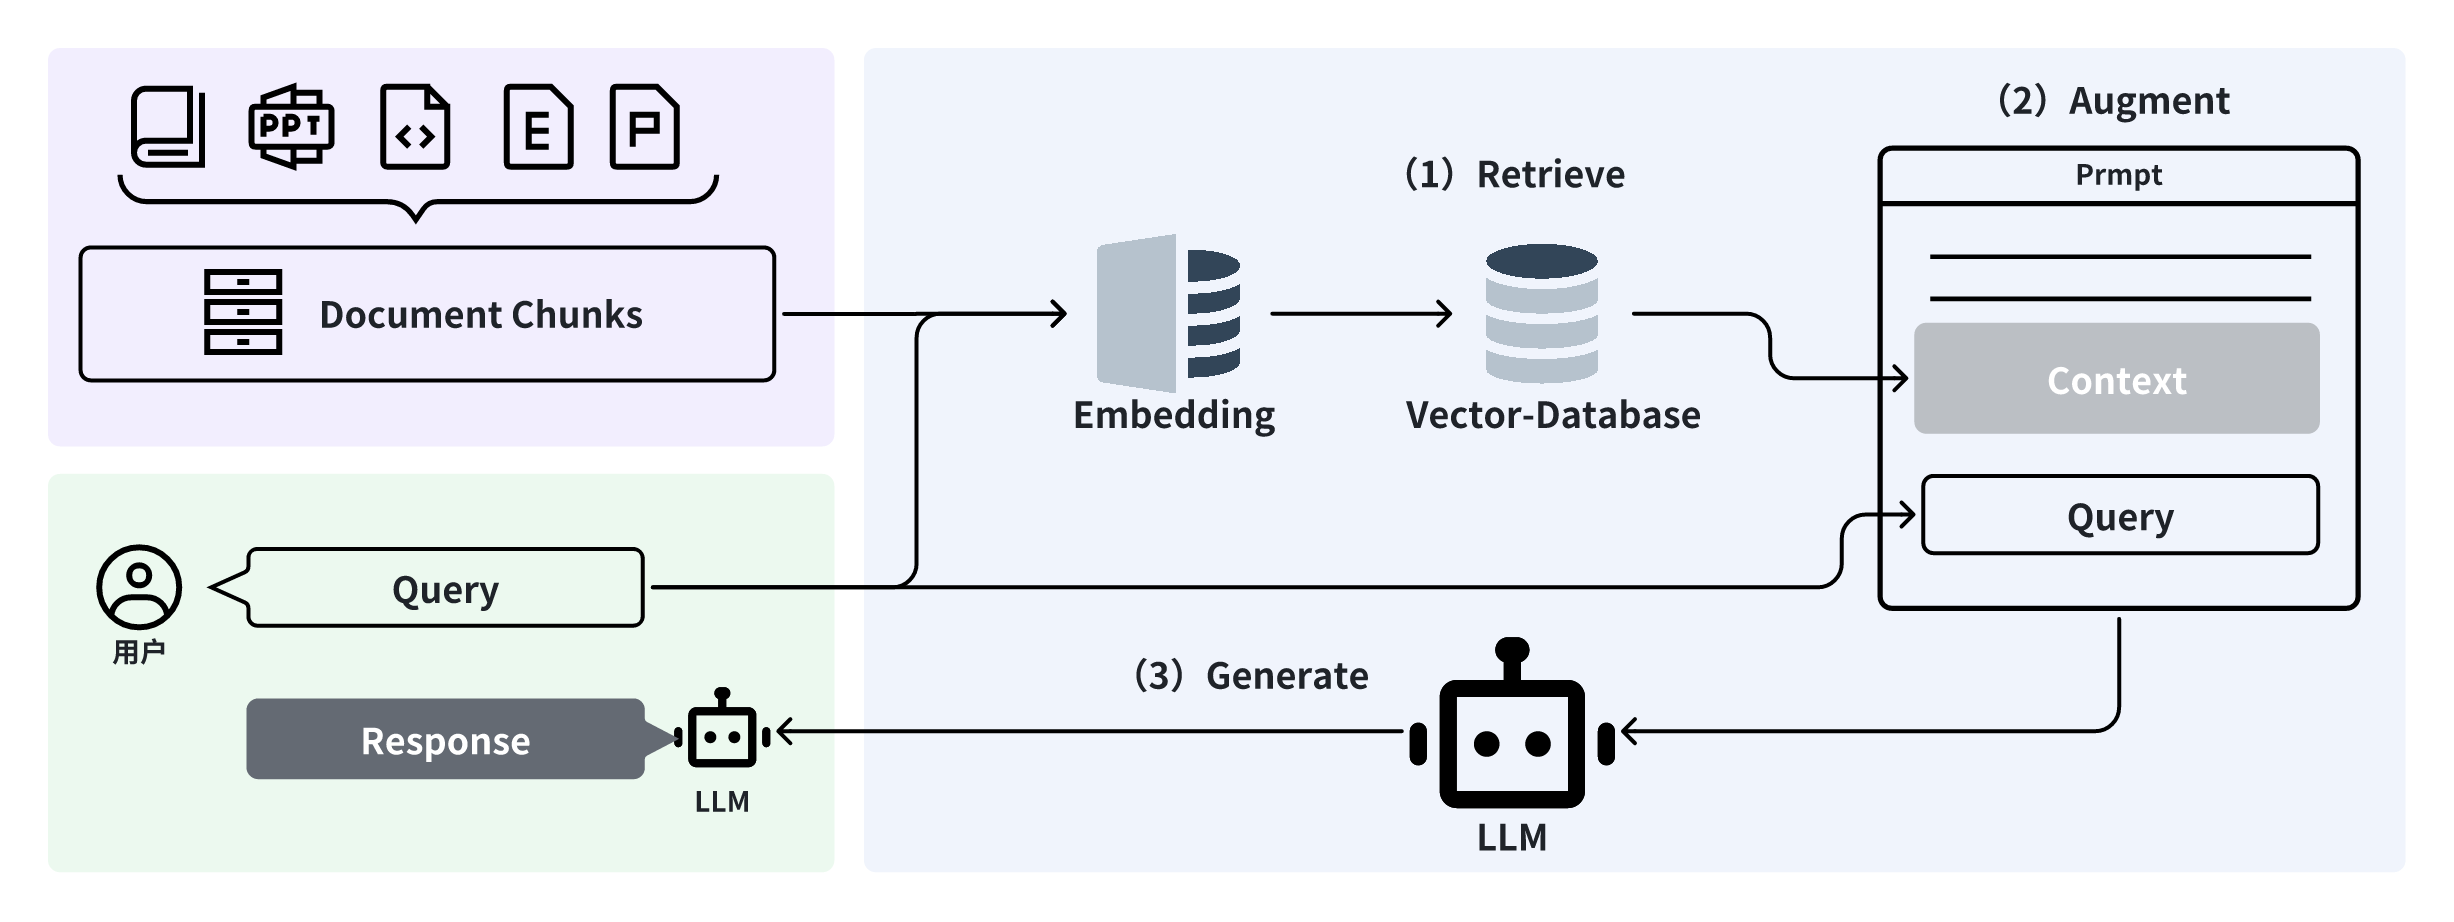 PPT
E
P
Document Chunks
Query
用户
Response
LLM
（1）Retrieve
Embedding
Vector-Database
（2）Augment
Prmpt
Context
Query
（3）Generate
LLM